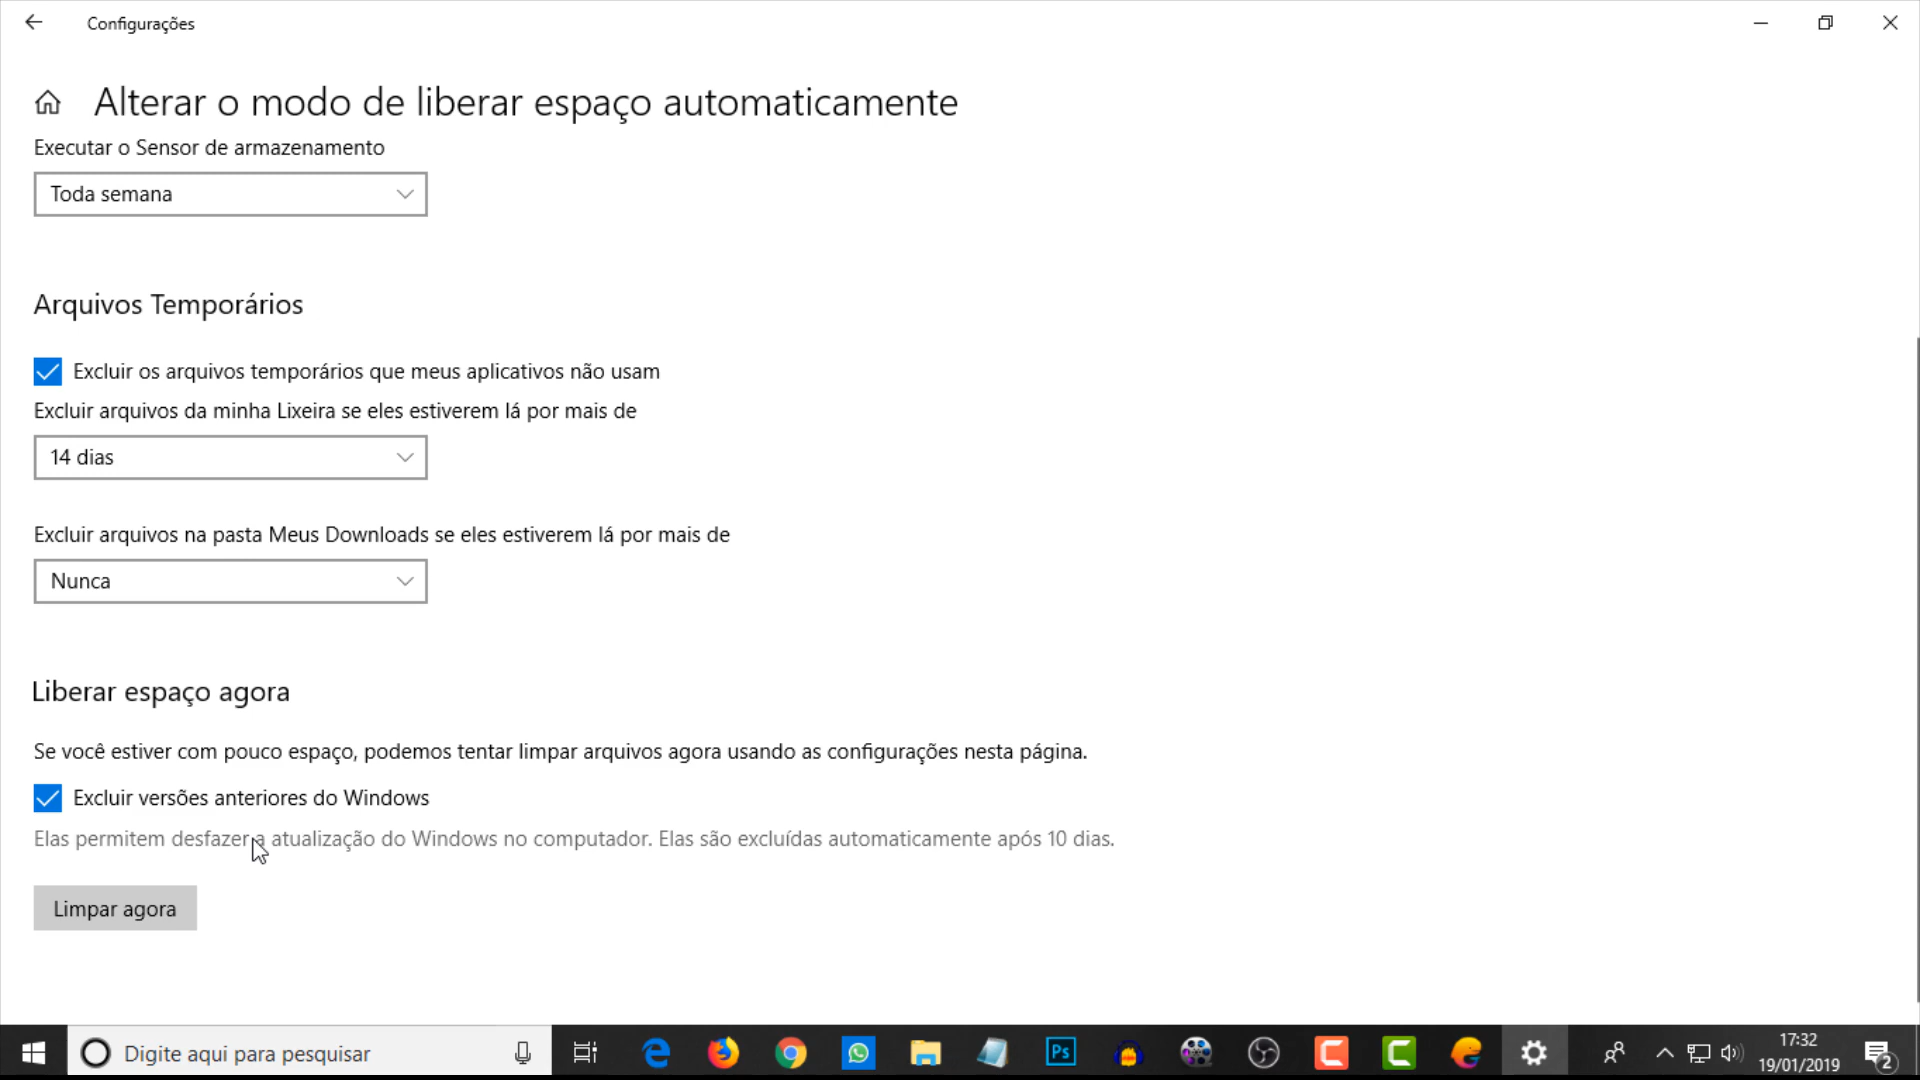 Configurações
Alterar o modo de liberar espaço automaticamente
Executar o Sensor de armazenamento
Toda semana
Arquivos Temporários
Excluir os arquivos temporários que meus aplicativos não usam
Excluir arquivos da minha Lixeira se eles estiverem lá por mais de
14 dias
Excluir arquivos na pasta Meus Downloads se eles estiverem lá por mais de
Nunca
Liberar espaço agora
Se você estiver com pouco espaço, podemos tentar limpar arquivos agora usando as configurações nesta página.
Excluir versões anteriores do Windows
Elas permitem desfazer a atualização do Windows no computador. Elas são excluídas automaticamente após 10 dias.
Limpar agora
Digite aqui para pesquisar
Ps
17:32
19/01/2019
2